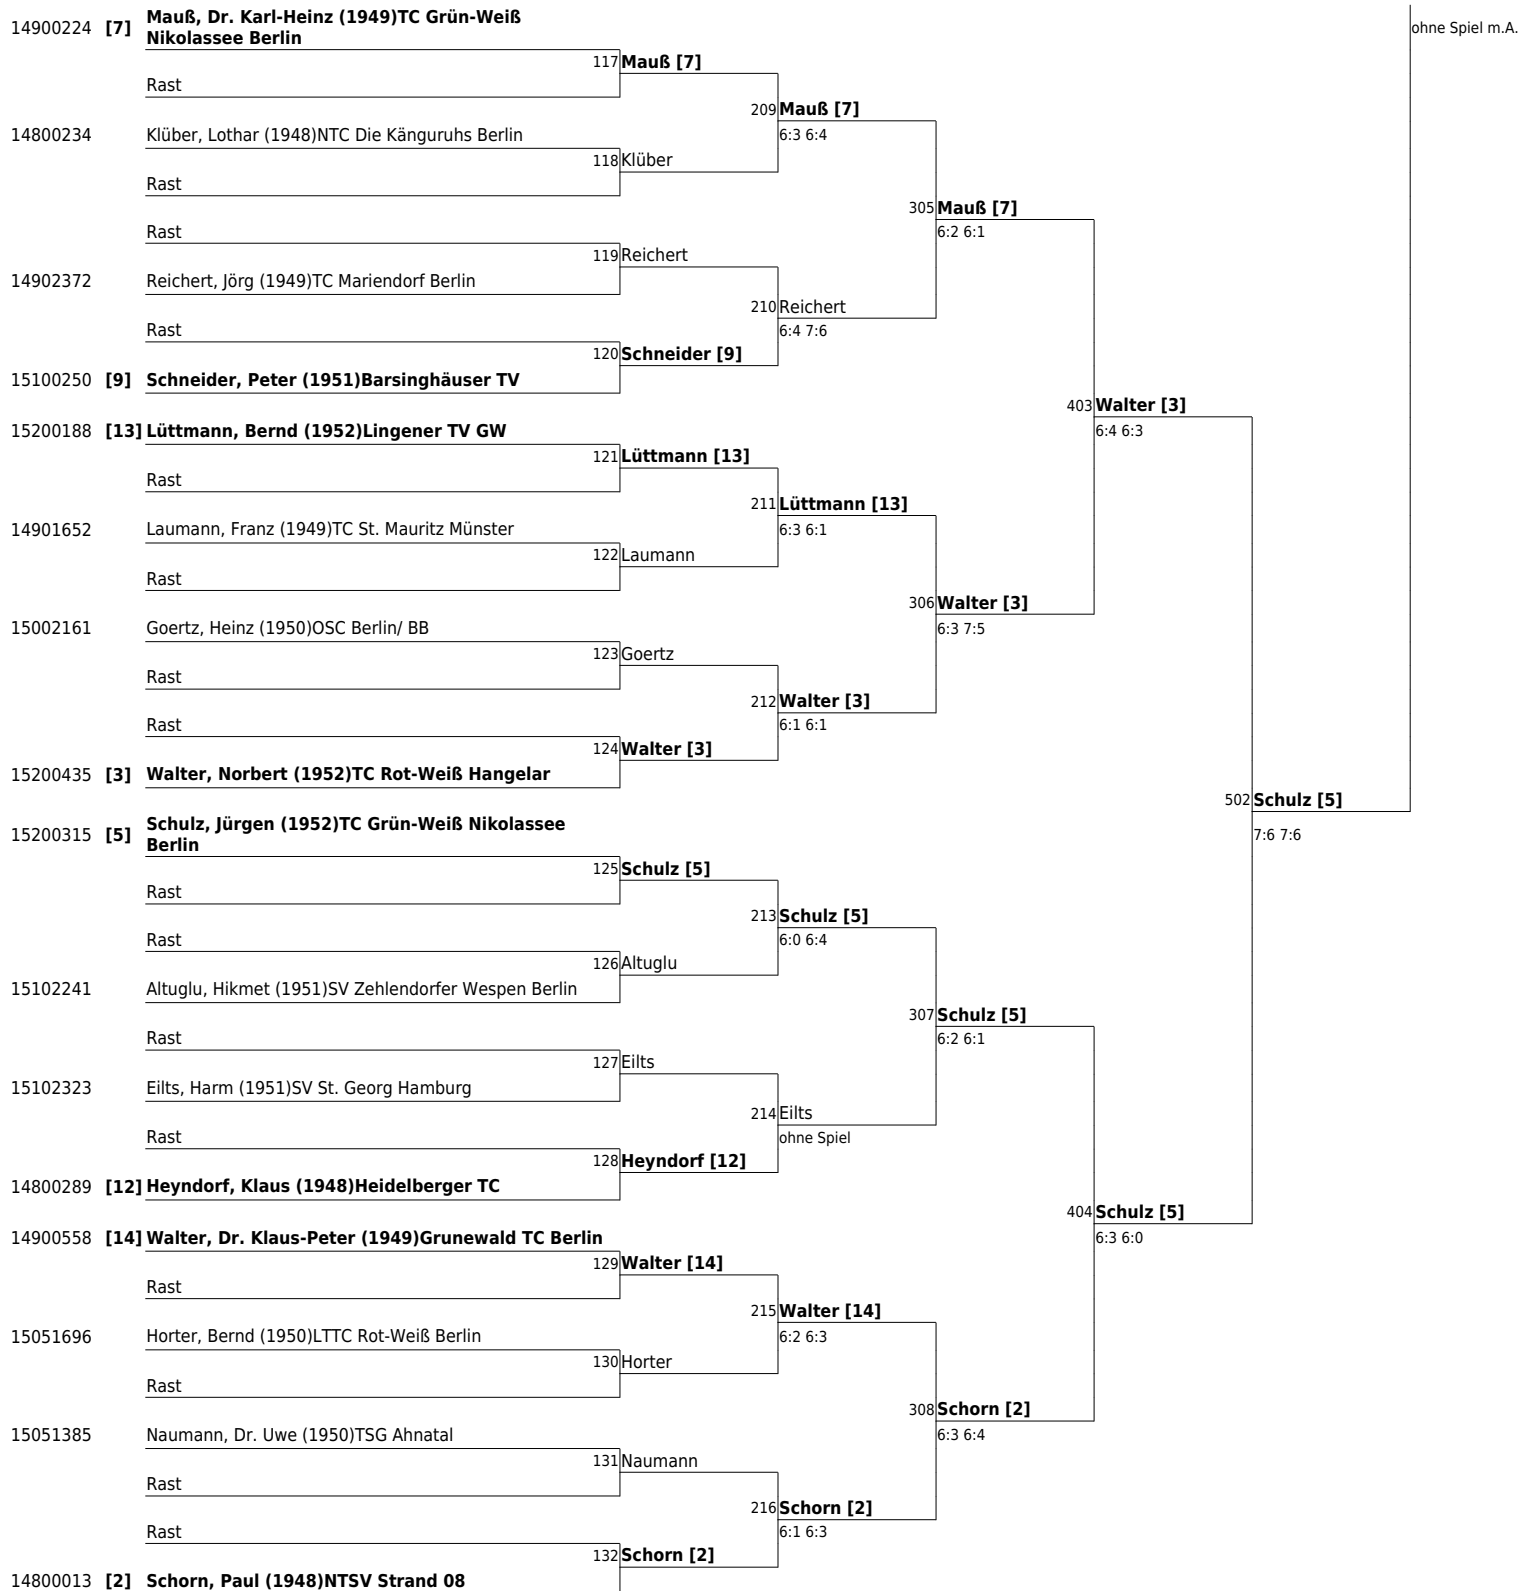 14900224 [7] Mauß, Dr. Karl-Heinz (1949)TC Grün-Weiß
Nikolassee Berlin
ohne Spiel m.A.
117 Mauß [7]
Rast
209 Mauß [7]
6:3 6:4
14800234 Klüber, Lothar (1948)NTC Die Känguruhs Berlin
118 Klüber
Rast
305 Mauß [7]
6:2 6:1
Rast
119 Reichert
14902372 Reichert, Jörg (1949)TC Mariendorf Berlin
210 Reichert
6:4 7:6
Rast
120 Schneider [9]
15100250 [9] Schneider, Peter (1951)Barsinghäuser TV
403 Walter [3]
6:4 6:3
15200188 [13] Lüttmann, Bernd (1952)Lingener TV GW
121 Lüttmann [13]
Rast
211 Lüttmann [13]
6:3 6:1
14901652 Laumann, Franz (1949)TC St. Mauritz Münster
122 Laumann
Rast
306 Walter [3]
6:3 7:5
15002161 Goertz, Heinz (1950)OSC Berlin/ BB
123 Goertz
Rast
212 Walter [3]
6:1 6:1
Rast
124 Walter [3]
15200435 [3] Walter, Norbert (1952)TC Rot-Weiß Hangelar
502 Schulz [5]
7:6 7:6
15200315 [5] Schulz, Jürgen (1952)TC Grün-Weiß Nikolassee
Berlin
125 Schulz [5]
Rast
213 Schulz [5]
6:0 6:4
Rast
126 Altuglu
15102241 Altuglu, Hikmet (1951)SV Zehlendorfer Wespen Berlin
307 Schulz [5]
6:2 6:1
Rast
127 Eilts
15102323 Eilts, Harm (1951)SV St. Georg Hamburg
214 Eilts
ohne Spiel
Rast
128 Heyndorf [12]
14800289 [12] Heyndorf, Klaus (1948)Heidelberger TC
404 Schulz [5]
6:3 6:0
14900558 [14] Walter, Dr. Klaus-Peter (1949)Grunewald TC Berlin
129 Walter [14]
Rast
215 Walter [14]
6:2 6:3
15051696 Horter, Bernd (1950)LTTC Rot-Weiß Berlin
130 Horter
Rast
308 Schorn [2]
6:3 6:4
15051385 Naumann, Dr. Uwe (1950)TSG Ahnatal
131 Naumann
Rast
216 Schorn [2]
6:1 6:3
Rast
132 Schorn [2]
14800013 [2] Schorn, Paul (1948)NTSV Strand 08